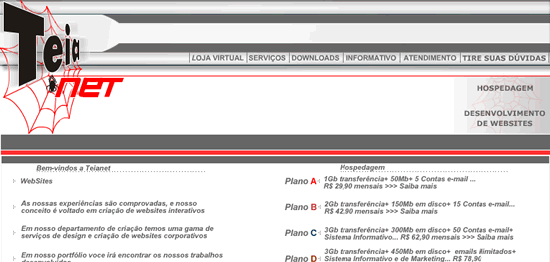 Teia
NET
LOJA VIRTUAL SERVIÇOS DOWNLOADS INFORMATIVO ATENDIMENTO TIRE SUAS DÚVIDAS
HOSPEDAGEM
DESENVOLVIMENTO
DE WEBSITES
Bem-vindos a Teianet
WebSites
As nossas experiências são comprovadas, e nosso
conceito é voltado em criação de websites interativos
Em nosso departamento de criação temos uma gama de
serviços de design e criação de websites corporativos
Em nosso portfólio voce irá encontrar os nossos trabalhos
Hospedagem
Plano A
1Gb transferência+ 50Mb+ 5 Contas e-mail ...
R$ 29,90 mensais >>> Saiba mais
Plano B
2Gb transferência+ 150Mb em disco+ 15 Contas e-mail...
R$ 42.90 mensais >>> Saiba mais
Plano C
3Gb transferência+ 300Mb em disco+ 50 Contas e-mail+
Sistema Informativo... R$ 62,90 mensais >>> Saiba mais
Plano D
3Gb transferência+ 450Mb em disco+ emails ilimitados+
Sistema Informativo e de Marketing... R$ 78,90